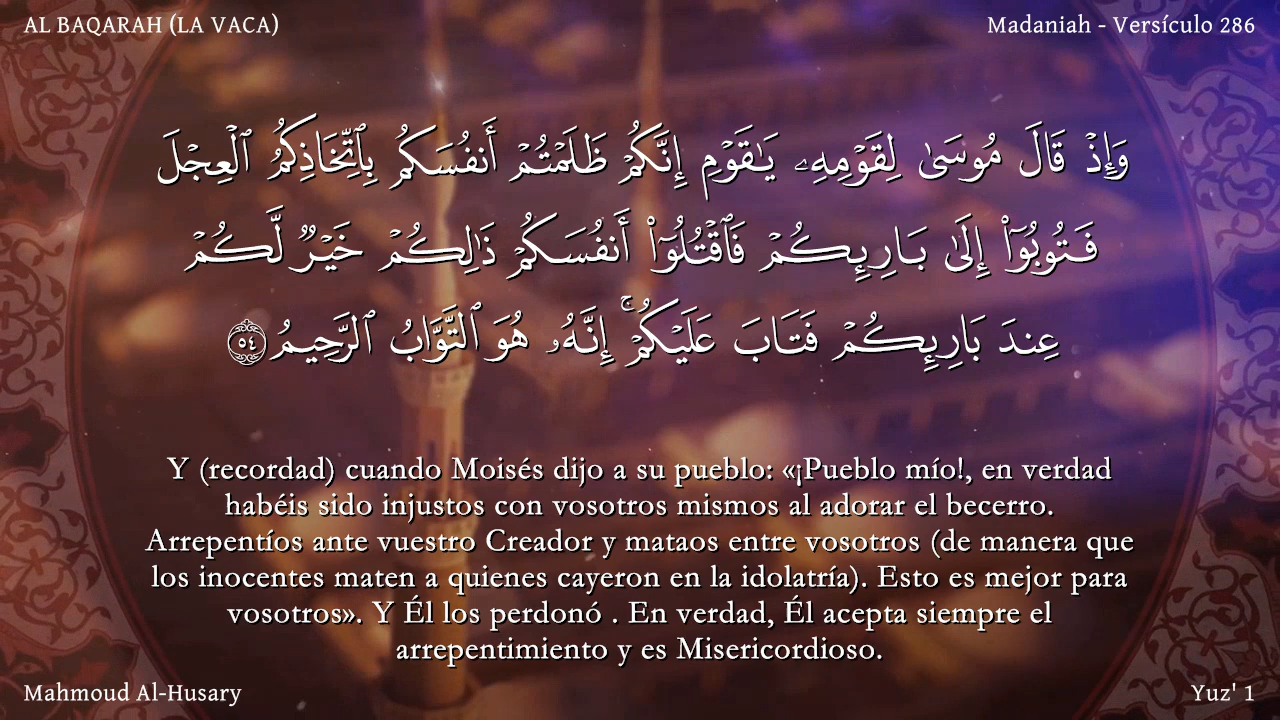 AL BAQARAH (LA VACA)
Madaniah - Versículo 286
وَإِذْ قَالَ مُوسَىٰ لِقَوْمِهِۦ يَـٰقَوْمِ إِنَّكُمْ ظَلَمْتُمْ أَنفُسَكُم بِٱتِّخَاذِكُمُ ٱلْعِجْلَ
فَتُوبُوٓا۟ إِلَىٰ بَارِئِكُمْ فَٱقْتُلُوٓا۟ أَنفُسَكُمْ ذَٰلِكُمْ خَيْرٌ لَّكُمْ
عِندَ بَارِئِكُمْ فَتَابَ عَلَيْكُمْ ۚ إِنَّهُۥ هُوَ ٱلتَّوَّابُ ٱلرَّحِيمُ ٥٤
Y (recordad) cuando Moisés dijo a su pueblo: «¡Pueblo mío!, en verdad
habéis sido injustos con vosotros mismos al adorar el becerro.
Arrepentíos ante vuestro Creador y mataos entre vosotros (de manera que
los inocentes maten a quienes cayeron en la idolatría). Esto es mejor para
vosotros». Y Él los perdonó . En verdad, Él acepta siempre el
arrepentimiento y es Misericordioso.
Mahmoud Al-Husary
Yuz' 1